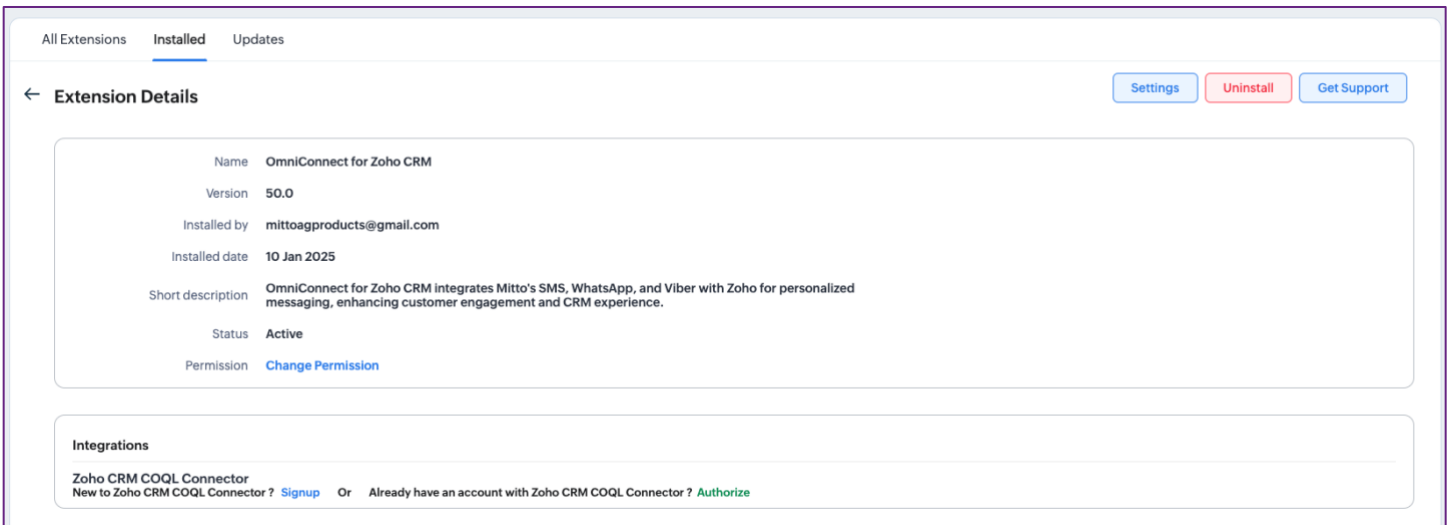 All Extensions Installed Updates
← Extension Details Settings Uninstall Get Support
Name OmniConnect for Zoho CRM
Version 50.0
Installed by mittoagproducts@gmail.com
Installed date 10 Jan 2025
Short description OmniConnect for Zoho CRM integrates Mitto's SMS, WhatsApp, and Viber with Zoho for personalized
messaging, enhancing customer engagement and CRM experience.
Status Active
Permission Change Permission
Integrations
Zoho CRM COQL Connector
New to Zoho CRM COQL Connector ? Signup Or Already have an account with Zoho CRM COQL Connector ? Authorize